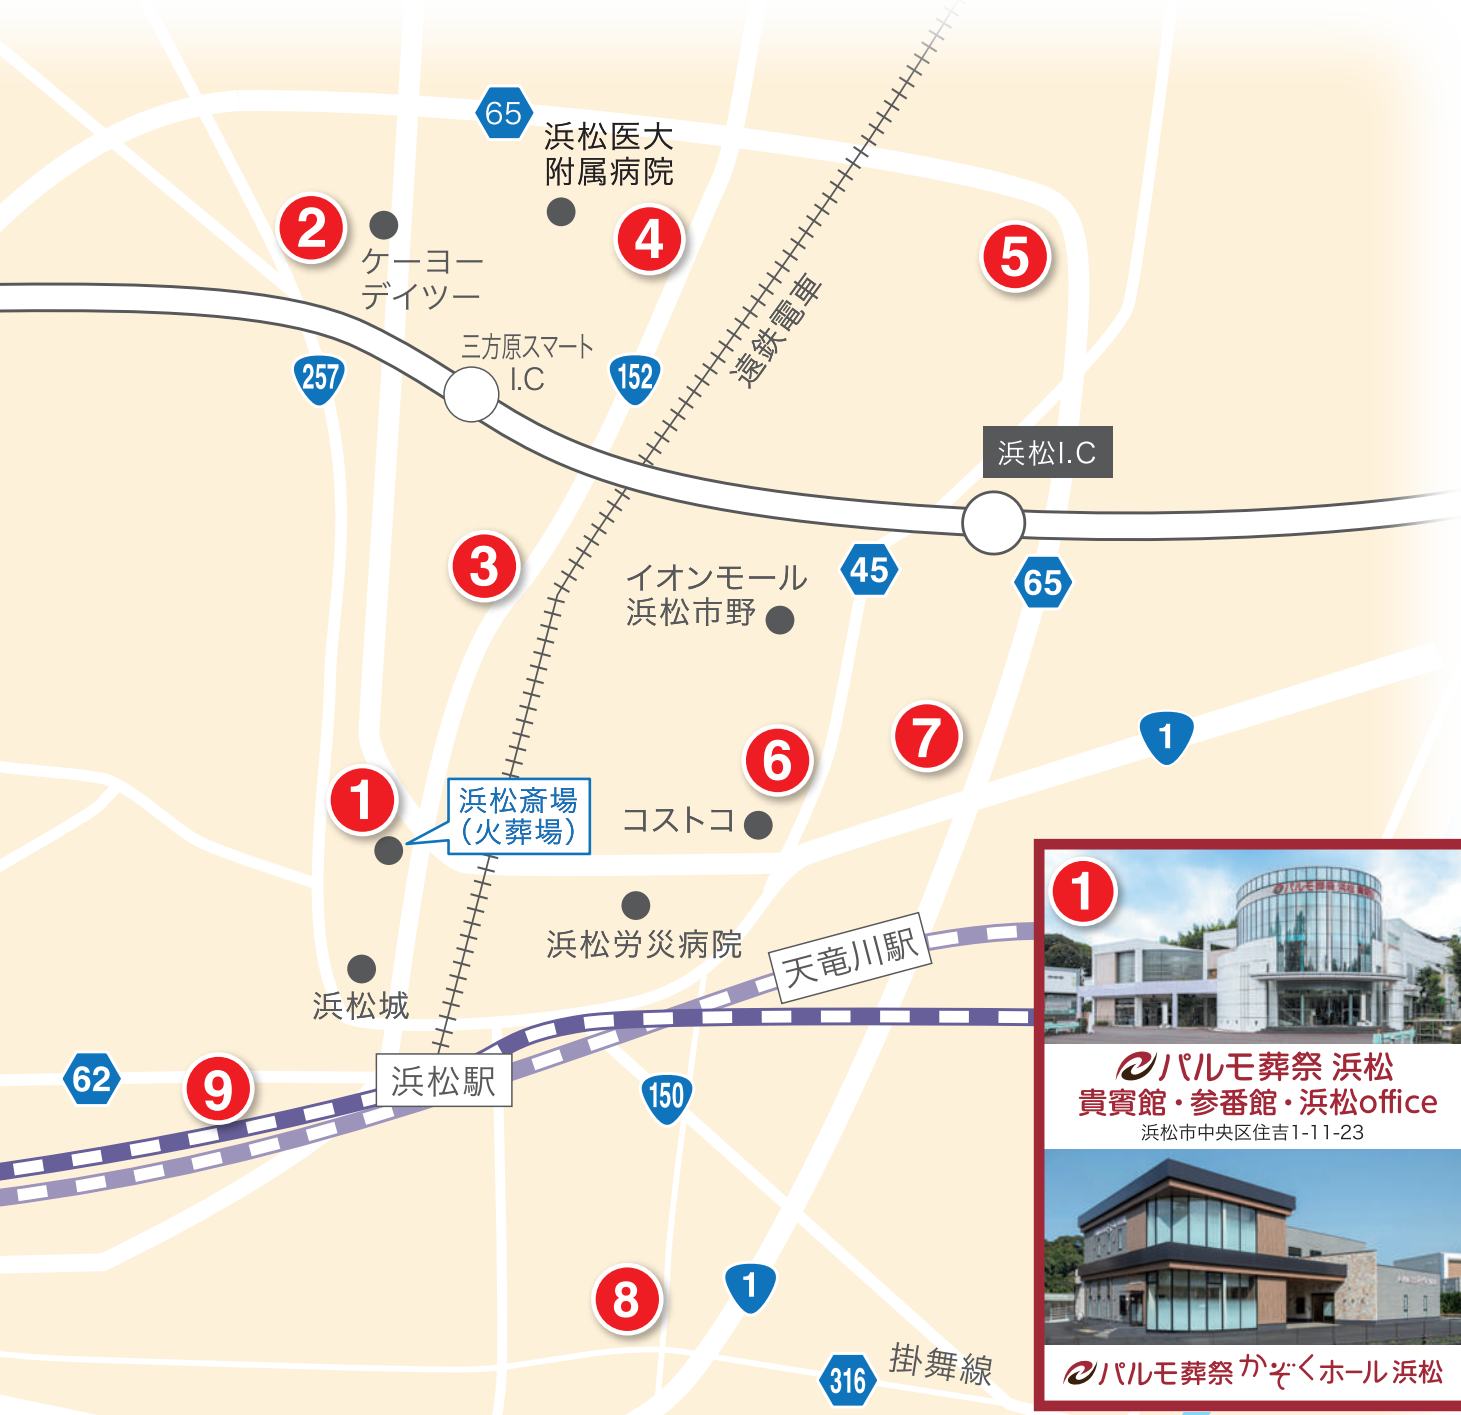 65
浜松医大
附属病院
2
4
5
ケーヨー
デイツー
遠鉄電車
三方原スマート
I.C
257
152
浜松I.C
3
イオンモール
浜松市野
45
65
7
1
6
1
浜松斎場
（火葬場）
コストコ
浜松労災病院
天竜川駅
浜松城
浜松駅
62
9
150
8
1
316
掛舞線
1
パルモ葬祭 浜松
貴賓館・参番館・浜松office
浜松市中央区住吉1-11-23
パルモ葬祭 かぞくホール 浜松